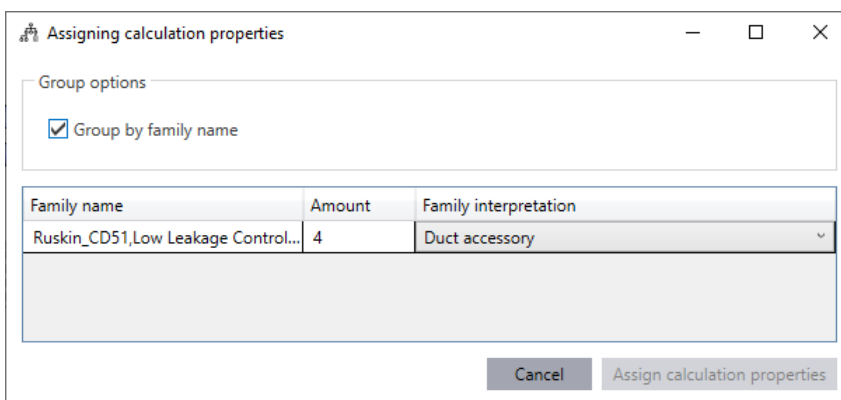 Assigning calculation properties
Group options
Group by family name
Family name Amount Family interpretation
Ruskin_CD51,Low Leakage Control... 4 Duct accessory
Cancel Assign calculation properties